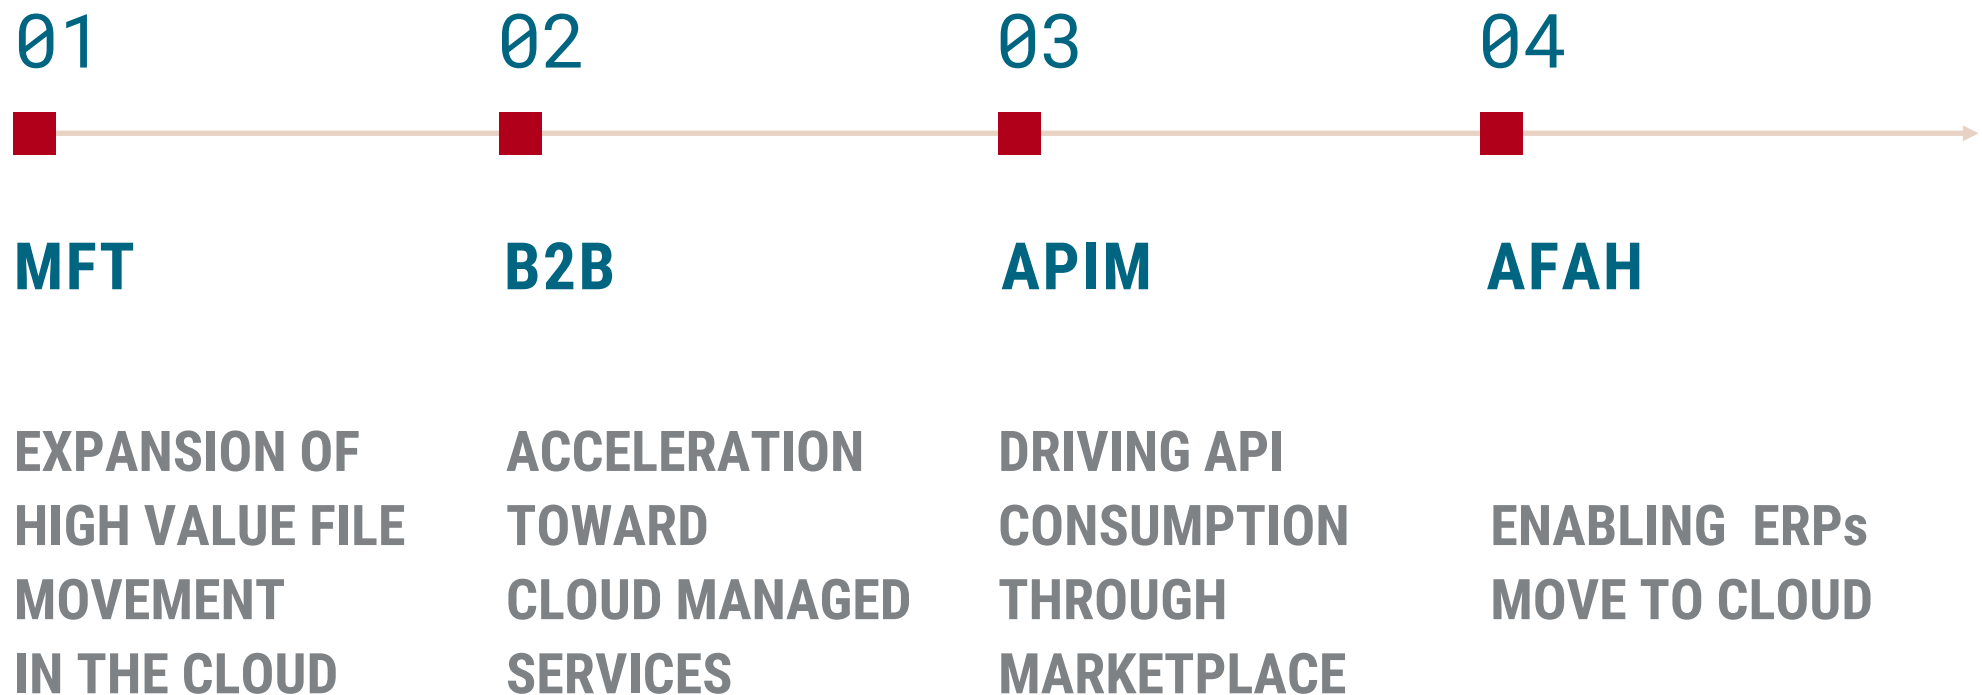 01
02
03
04
MFT
B2B
APIM
AFAH
EXPANSION OF
HIGH VALUE FILE
MOVEMENT
IN THE CLOUD
ACCELERATION
TOWARD
CLOUD MANAGED
SERVICES
DRIVING API
CONSUMPTION
THROUGH
MARKETPLACE
ENABLING  ERPs
MOVE TO CLOUD